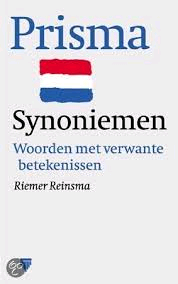 Prisma
Synoniemen
Woorden met verwante
betekenissen
Riemer Reinsma